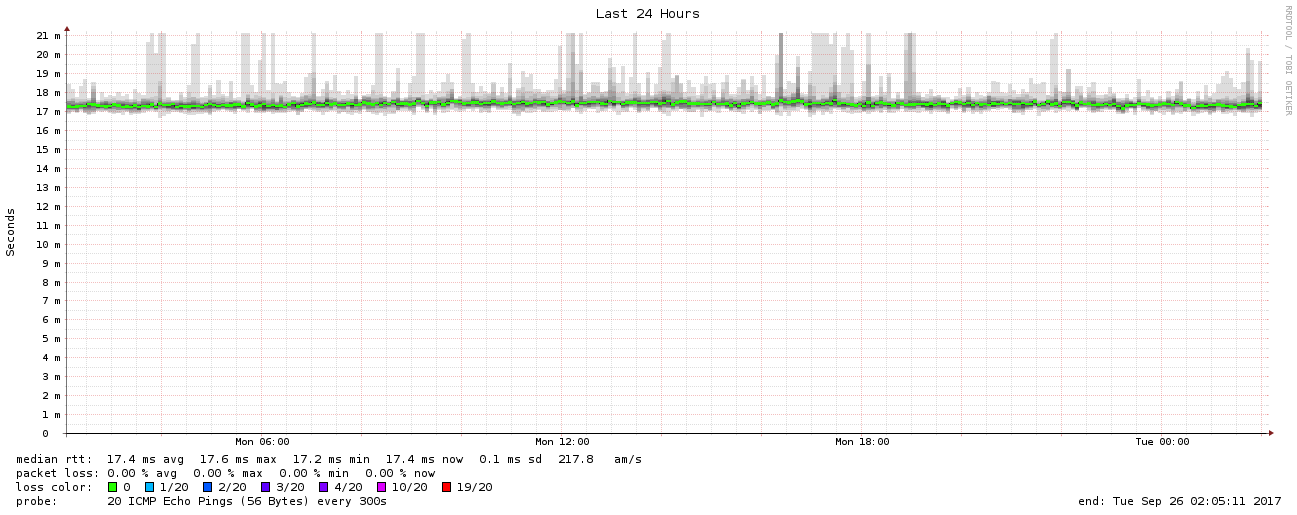 Last 24 Hours
RRDTOOL / TOBI OETIKER
Seconds
21 m
20 m
19 m
18 m
17 m
16 m
15 m
14 m
13 m
12 m
11 m
10 m
9 m
8 m
7 m
6 m
5 m
4 m
3 m
2 m
1 m
0
Mon 06:00 Mon 12:00 Mon 18:00 Tue 00:00
median rtt: 17.4 ms avg 17.6 ms max 17.2 ms min 17.4 ms now 0.1 ms sd 217.8 am/s
packet loss: 0.00 % avg 0.00 % max 0.00 % min 0.00 % now
loss color: 0 1/20 2/20 3/20 4/20 10/20 19/20
probe: 20 ICMP Echo Pings (56 Bytes) every 300s end: Tue Sep 26 02:05:11 2017